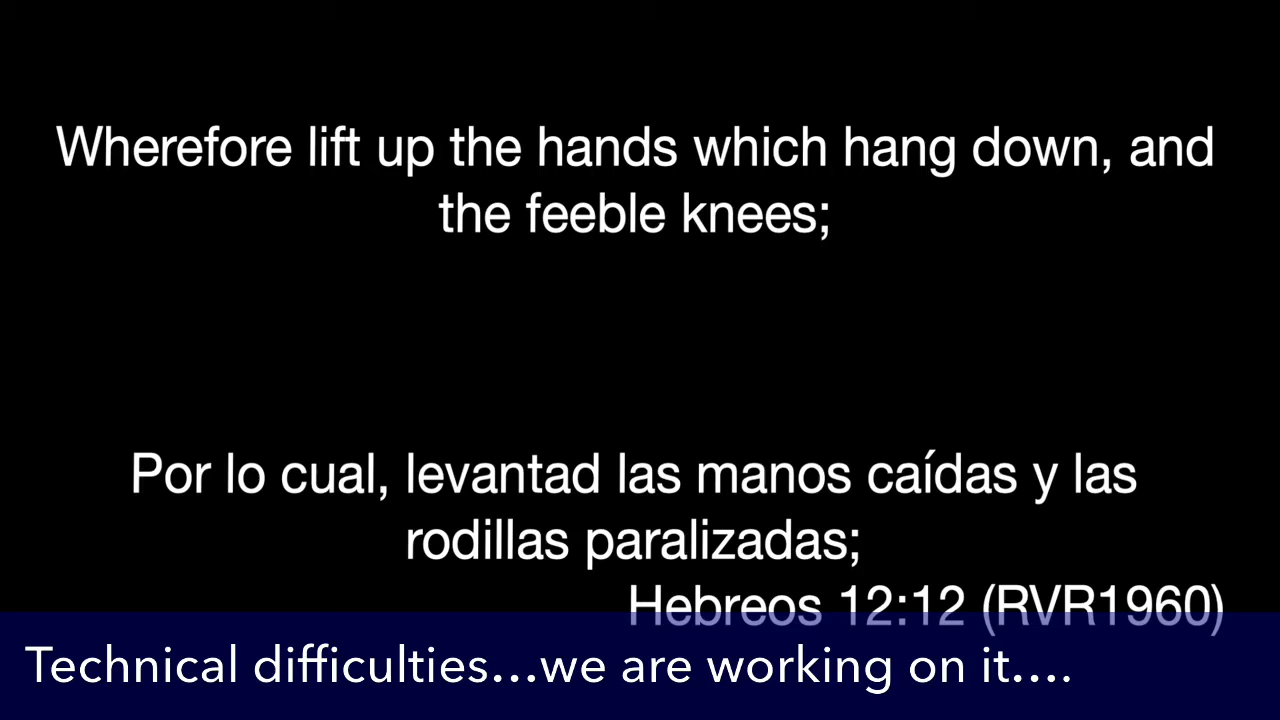 Wherefore lift up the hands which hang down, and
the feeble knees;
Por lo cual, levantad las manos caídas y las
rodillas paralizadas;
Hebreos 12:12 (RVR1960)
Technical difficulties...we are working on it....